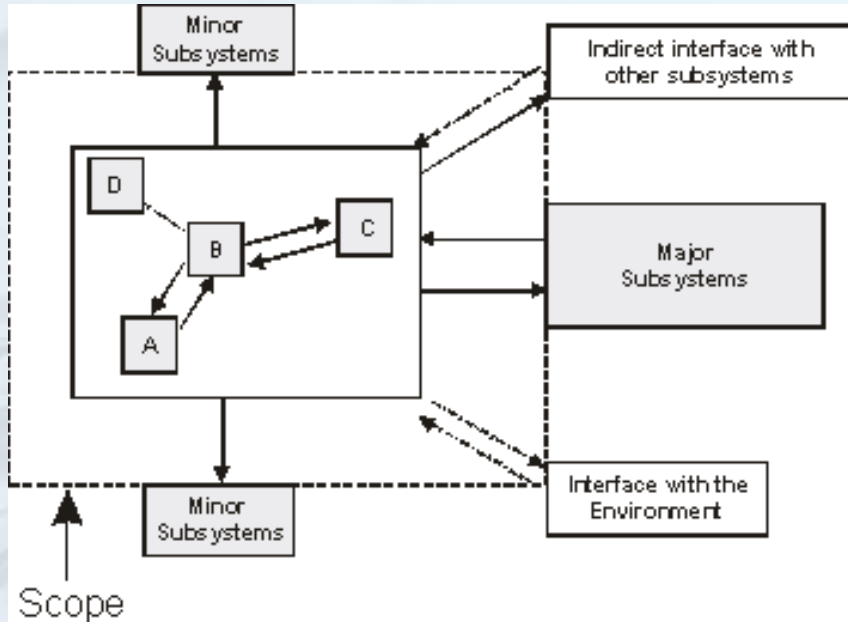 Minor
Subsystems
Indirect interface with
other subsystems
D
B
C
A
Major
Subsystems
Minor
Subsystems
Interface with the
Environment
Scope